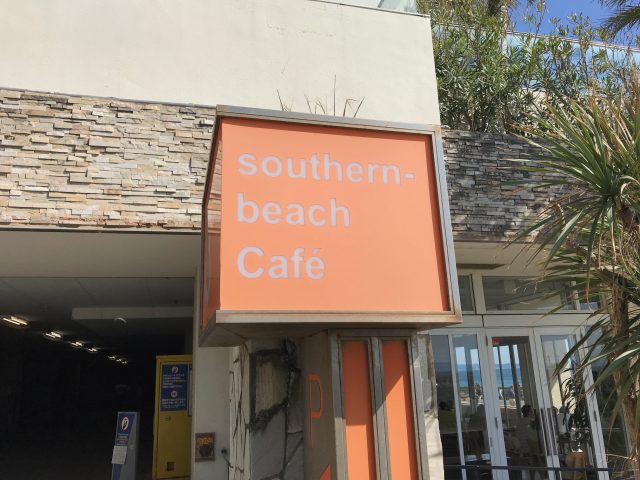 southern-
beach
Café
P